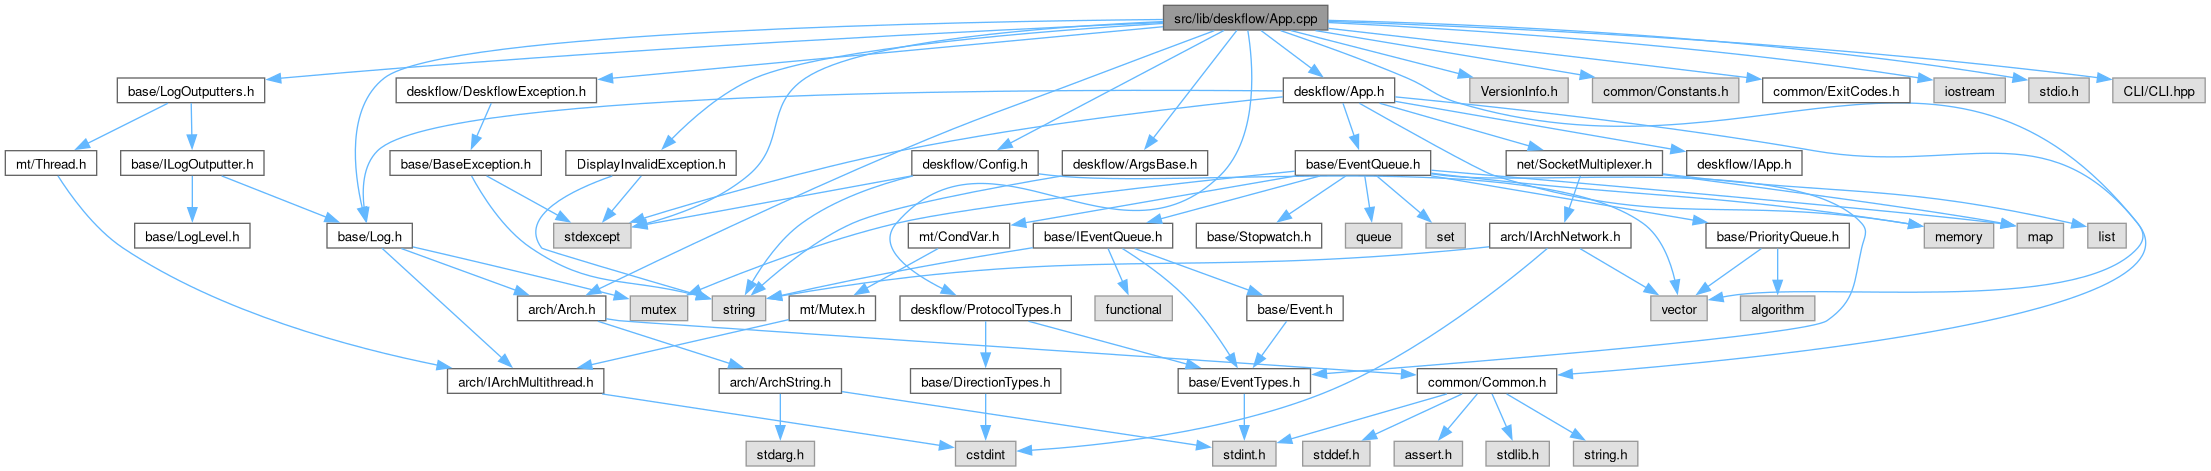 src/lib/deskflow/App.cpp
base/LogOutputters.h
deskflow/DeskflowException.h
deskflow/App.h
VersionInfo.h
common/Constants.h
common/ExitCodes.h
iostream
stdio.h
CLI/CLI.hpp
mt/Thread.h
base/ILogOutputter.h
base/BaseException.h
DisplayInvalidException.h
deskflow/Config.h
deskflow/ArgsBase.h
base/EventQueue.h
net/SocketMultiplexer.h
deskflow/IApp.h
base/LogLevel.h
base/Log.h
stdexcept
mt/CondVar.h
base/IEventQueue.h
base/Stopwatch.h
queue
set
arch/IArchNetwork.h
base/PriorityQueue.h
memory
map
list
arch/Arch.h
mutex
string
mt/Mutex.h
deskflow/ProtocolTypes.h
functional
base/Event.h
vector
algorithm
arch/IArchMultithread.h
arch/ArchString.h
base/DirectionTypes.h
base/EventTypes.h
common/Common.h
stdarg.h
cstdint
stdint.h
stddef.h
assert.h
stdlib.h
string.h